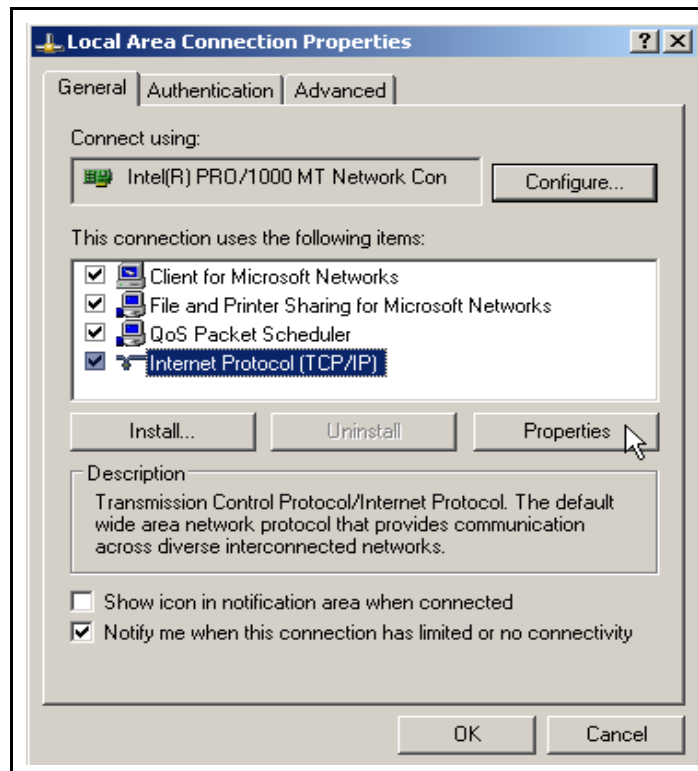 Local Area Connection Properties
General Authentication Advanced
Connect using:
Intel(R) PRO/1000 MT Network Con Configure...
This connection uses the following items:
Client for Microsoft Networks
File and Printer Sharing for Microsoft Networks
QoS Packet Scheduler
Internet Protocol (TCP/IP)
Install... Uninstall Properties
Description
Transmission Control Protocol/Internet Protocol. The default
wide area network protocol that provides communication
across diverse interconnected networks.
Show icon in notification area when connected
Notify me when this connection has limited or no connectivity
OK Cancel